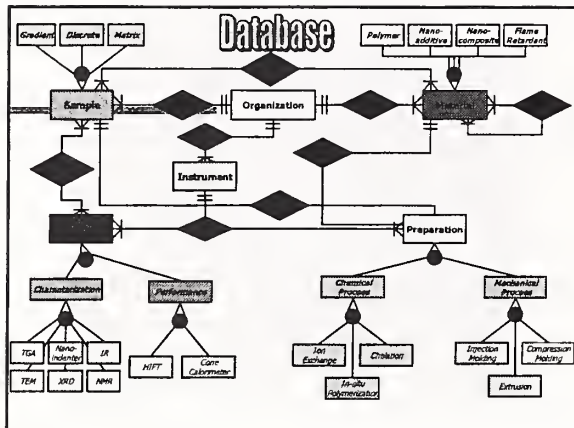 Database
Gradient
Discrete
Matrix
Polymer
Nano-
additive
Nano-
composite
Flame
Retardant
Sample
Organization
Material
Instrument
Preparation
Characterization
Performance
Chemical
Process
Mechanical
Process
TGA
Nano-
indenter
IR
TEM
XRD
NMR
HIFT
Cone
Calorimeter
Ion
Exchange
Chelation
In-situ
Polymerization
Injection
Molding
Compression
Molding
Extrusion